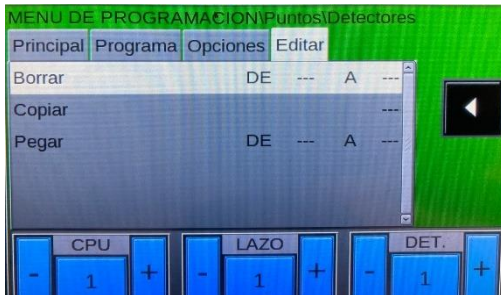 MENU DE PROGRAMACION\Puntos\Detectores
Principal Programa Opciones Editar
Borrar DE --- A ---
Copiar ---
Pegar DE --- A ---
CPU LAZO DET.
- 1 + - 1 + - 1 +